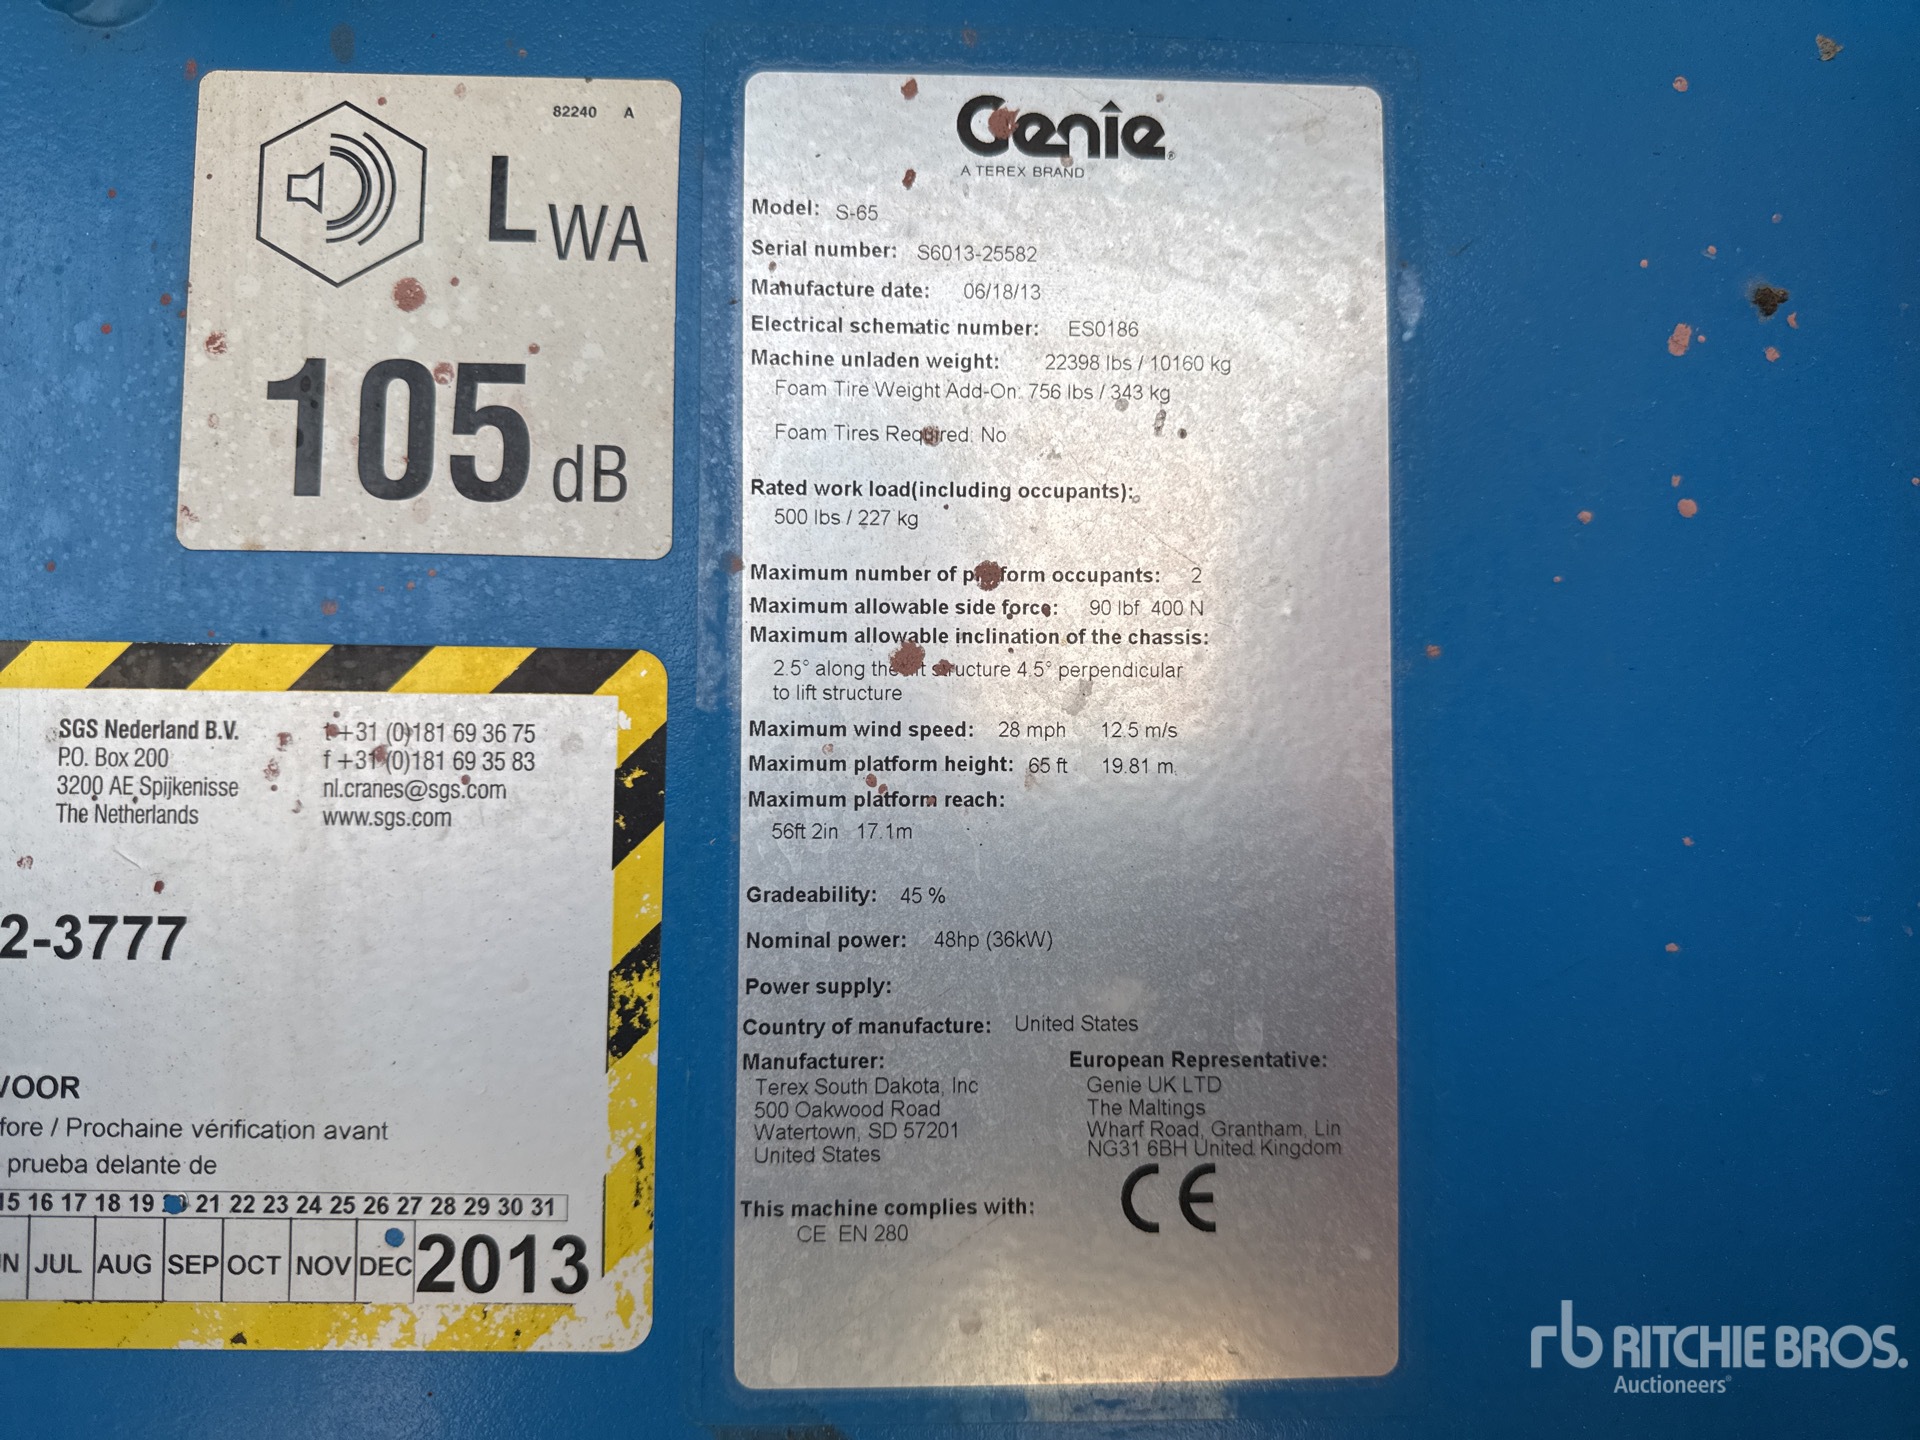 82240 A
LWA
105 dB
SGS Nederland B.V.
P.O. Box 200
3200 AE Spijkenisse
The Netherlands
t +31 (0)181 69 36 75
f +31 (0)181 69 35 83
nl.cranes@sgs.com
www.sgs.com
2-3777
VOOR
fore / Prochaine vérification avant
prueba delante de
15 16 17 18 19 21 22 23 24 25 26 27 28 29 30 31
JUL AUG SEP OCT NOV DEC 2013
Genie®
A TEREX BRAND
Model: S-65
Serial number: S6013-25582
Manufacture date: 06/18/13
Electrical schematic number: ES0186
Machine unladen weight: 22398 lbs / 10160 kg
Foam Tire Weight Add-On: 756 lbs / 343 kg
Foam Tires Required: No
Rated work load(including occupants):
500 lbs / 227 kg
Maximum number of platform occupants: 2
Maximum allowable side force: 90 lbf 400 N
Maximum allowable inclination of the chassis:
2.5° along the lift structure 4.5° perpendicular
to lift structure
Maximum wind speed: 28 mph 12.5 m/s
Maximum platform height: 65 ft 19.81 m
Maximum platform reach:
56ft 2in 17.1m
Gradeability: 45 %
Nominal power: 48hp (36kW)
Power supply:
Country of manufacture: United States
Manufacturer:
Terex South Dakota, Inc
500 Oakwood Road
Watertown, SD 57201
United States
European Representative:
Genie UK LTD
The Maltings
Wharf Road, Grantham, Lin
NG31 6BH United Kingdom
This machine complies with:
CE EN 280
CE
rb RITCHIE BROS.
Auctioneers®